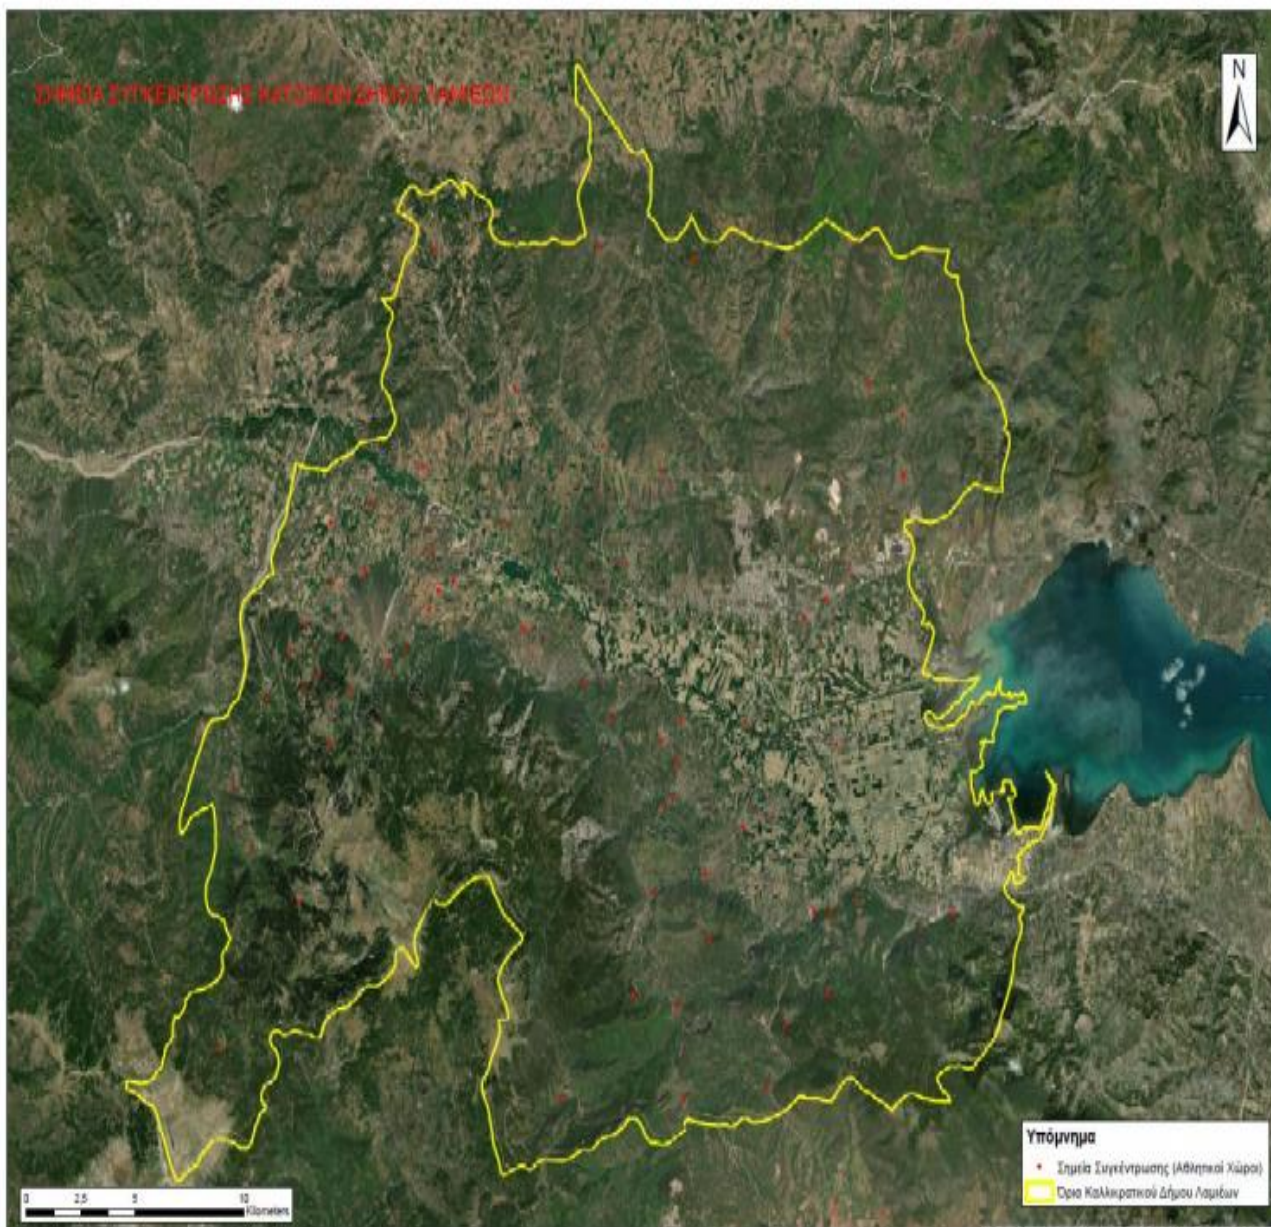 ΣΗΜΕΙΑ ΣΥΓΚΕΝΤΡΩΣΗΣ ΚΑΤΟΙΚΩΝ ΔΗΜΟΥ ΛΑΜΙΕΩΝ
N
Υπόμνημα
Σημεία Συγκέντρωσης (Αθλητικοί Χώροι)
Όρια Καλλικρατικού Δήμου Λαμιέων
0 2,5 5 10
Kilometers